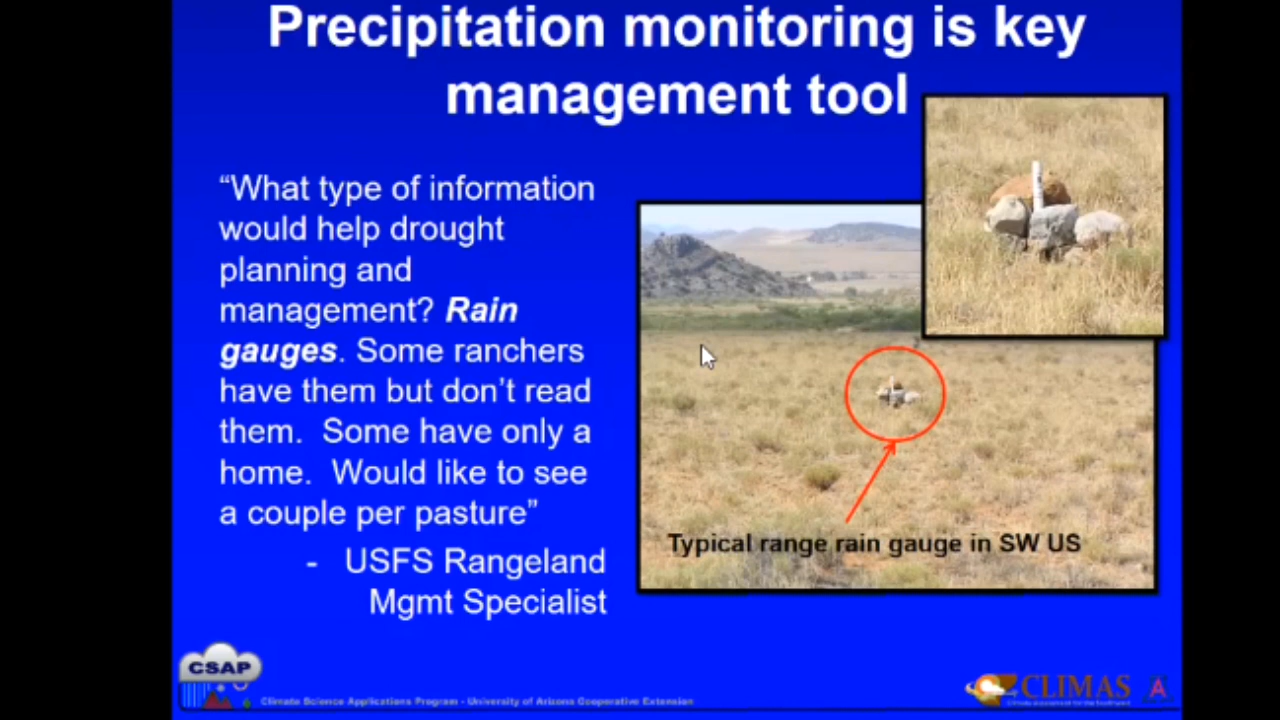 Precipitation monitoring is key
management tool
“What type of information
would help drought
planning and
management? Rain
gauges. Some ranchers
have them but don’t read
them.  Some have only a
home.  Would like to see
a couple per pasture”
-   USFS Rangeland
Mgmt Specialist
Typical range rain gauge in SW US
CSAP
Climate Science Applications Program - University of Arizona Cooperative Extension
CLIMAS
A